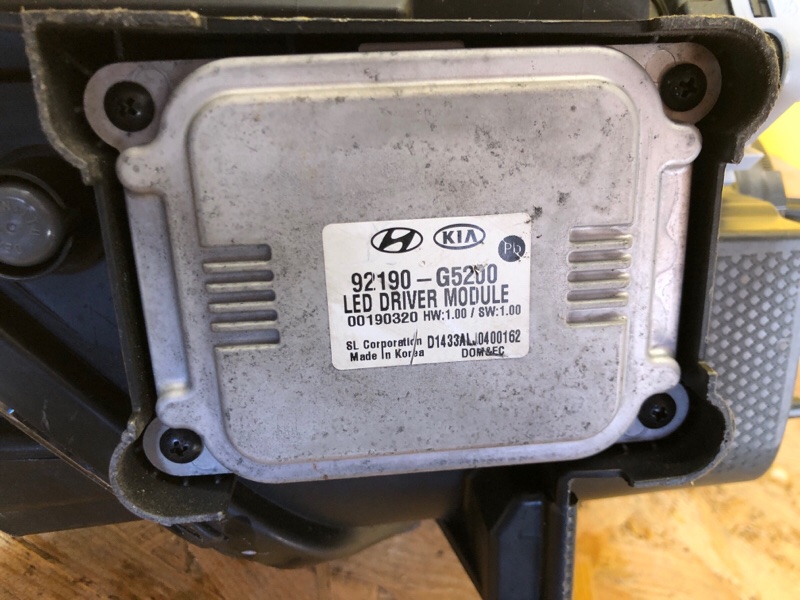 KIA
Pb
92190-G5200
LED DRIVER MODULE
00190320 HW:1.00 / SW:1.00
SL Corporation D1433ALJ0400162
Made in Korea DOM&EC